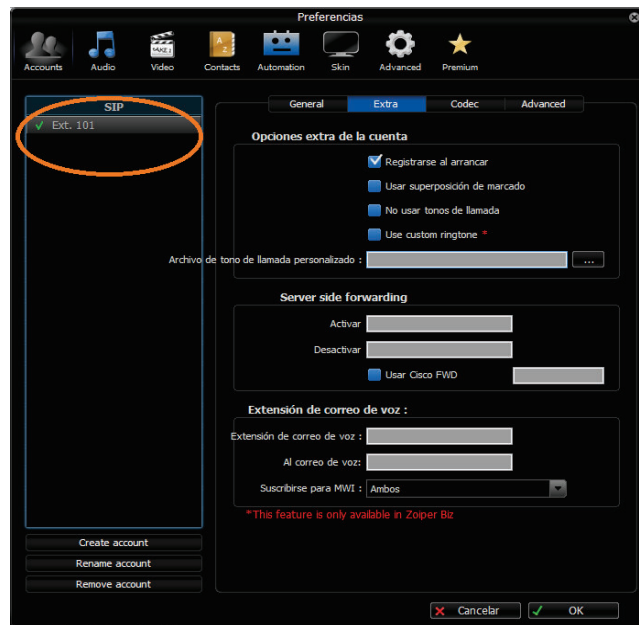 Preferencias
Accounts Audio Video Contacts Automation Skin Advanced Premium
SIP
Ext. 101
General Extra Codec Advanced
Opciones extra de la cuenta
Registrarse al arrancar
Usar superposición de marcado
No usar tonos de llamada
Use custom ringtone *
Archivo de tono de llamada personalizado : ...
Server side forwarding
Activar
Desactivar
Usar Cisco FWD
Extensión de correo de voz :
Extensión de correo de voz :
Al correo de voz:
Suscribirse para MWI : Ambos
*This feature is only available in Zoiper Biz
Create account
Rename account
Remove account
Cancelar OK